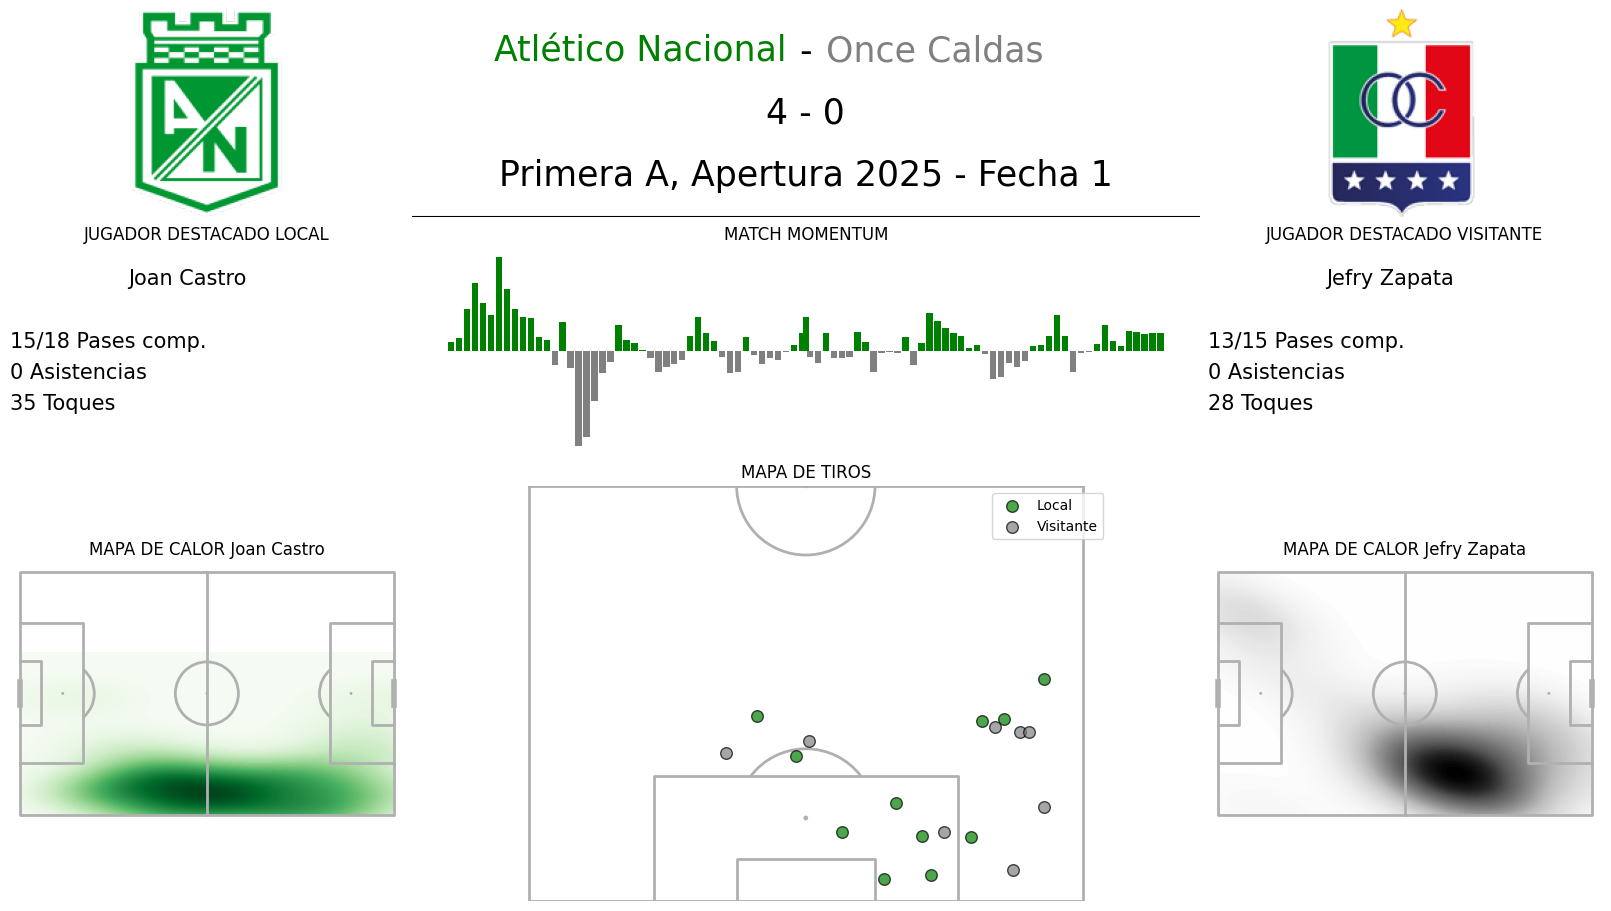 Atlético Nacional - Once Caldas
4 - 0
Primera A, Apertura 2025 - Fecha 1
AN
OC
JUGADOR DESTACADO LOCAL
Joan Castro
15/18 Pases comp.
0 Asistencias
35 Toques
MATCH MOMENTUM
JUGADOR DESTACADO VISITANTE
Jefry Zapata
13/15 Pases comp.
0 Asistencias
28 Toques
MAPA DE TIROS
Local
Visitante
MAPA DE CALOR Joan Castro
MAPA DE CALOR Jefry Zapata